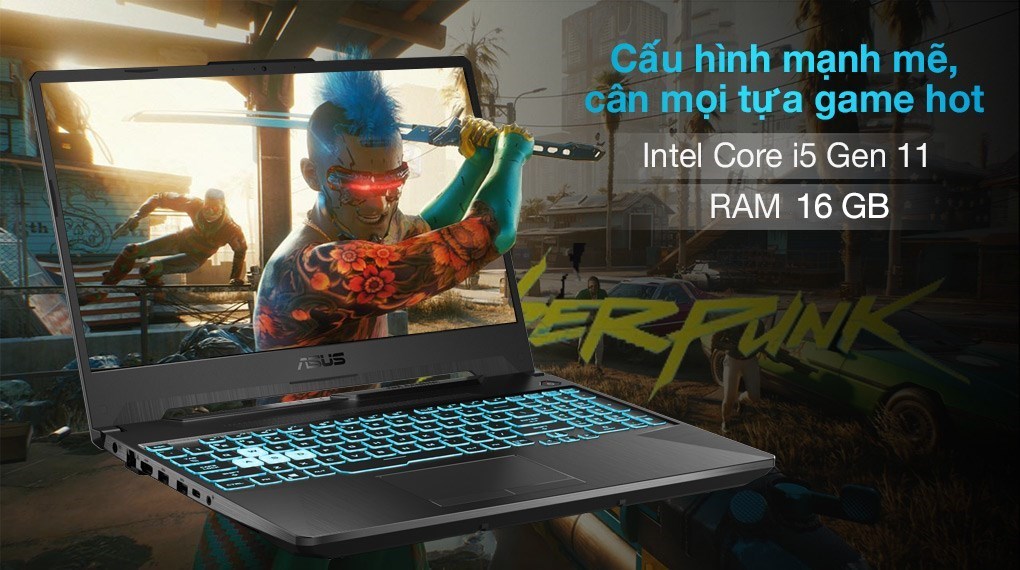 Cấu hình mạnh mẽ,
cân mọi tựa game hot
Intel Core i5 Gen 11
RAM 16 GB
ERPUNK
ASUS